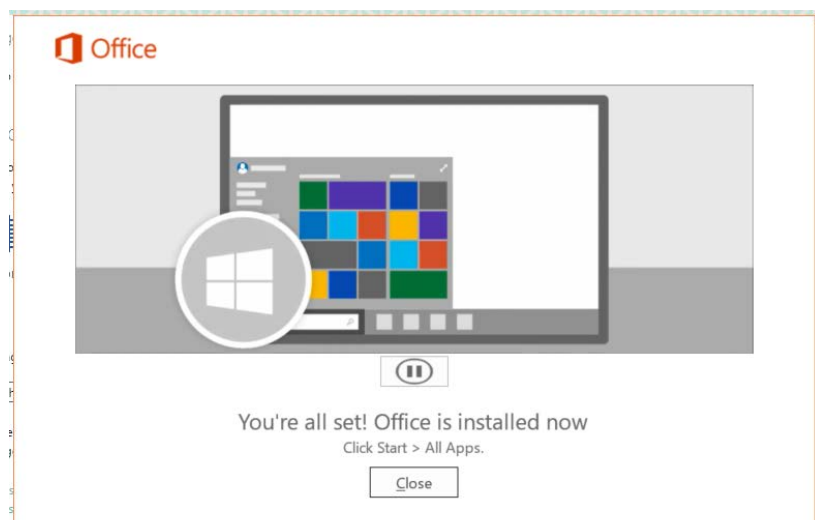 Office
You're all set! Office is installed now
Click Start > All Apps.
Close